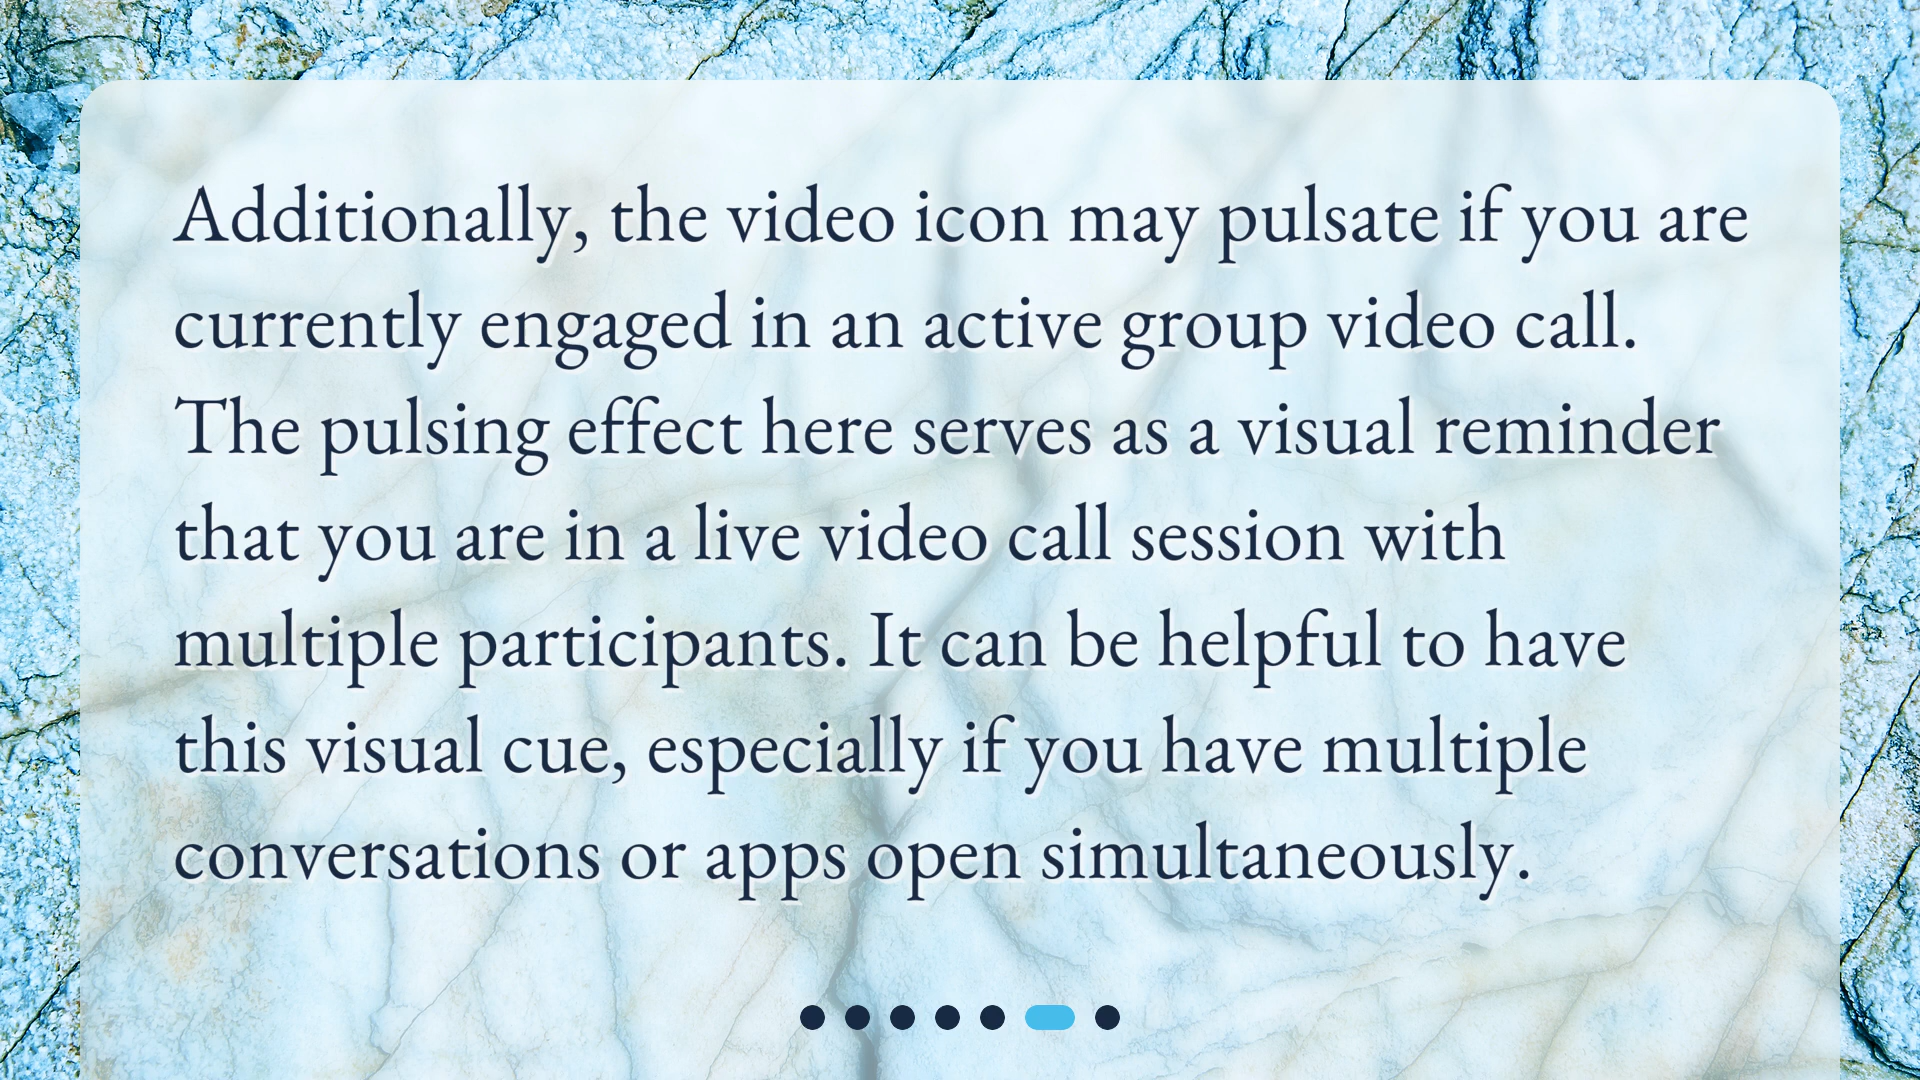 Additionally, the video icon may pulsate if you are
currently engaged in an active group video call.
The pulsing effect here serves as a visual reminder
that you are in a live video call session with
multiple participants. It can be helpful to have
this visual cue, especially if you have multiple
conversations or apps open simultaneously.